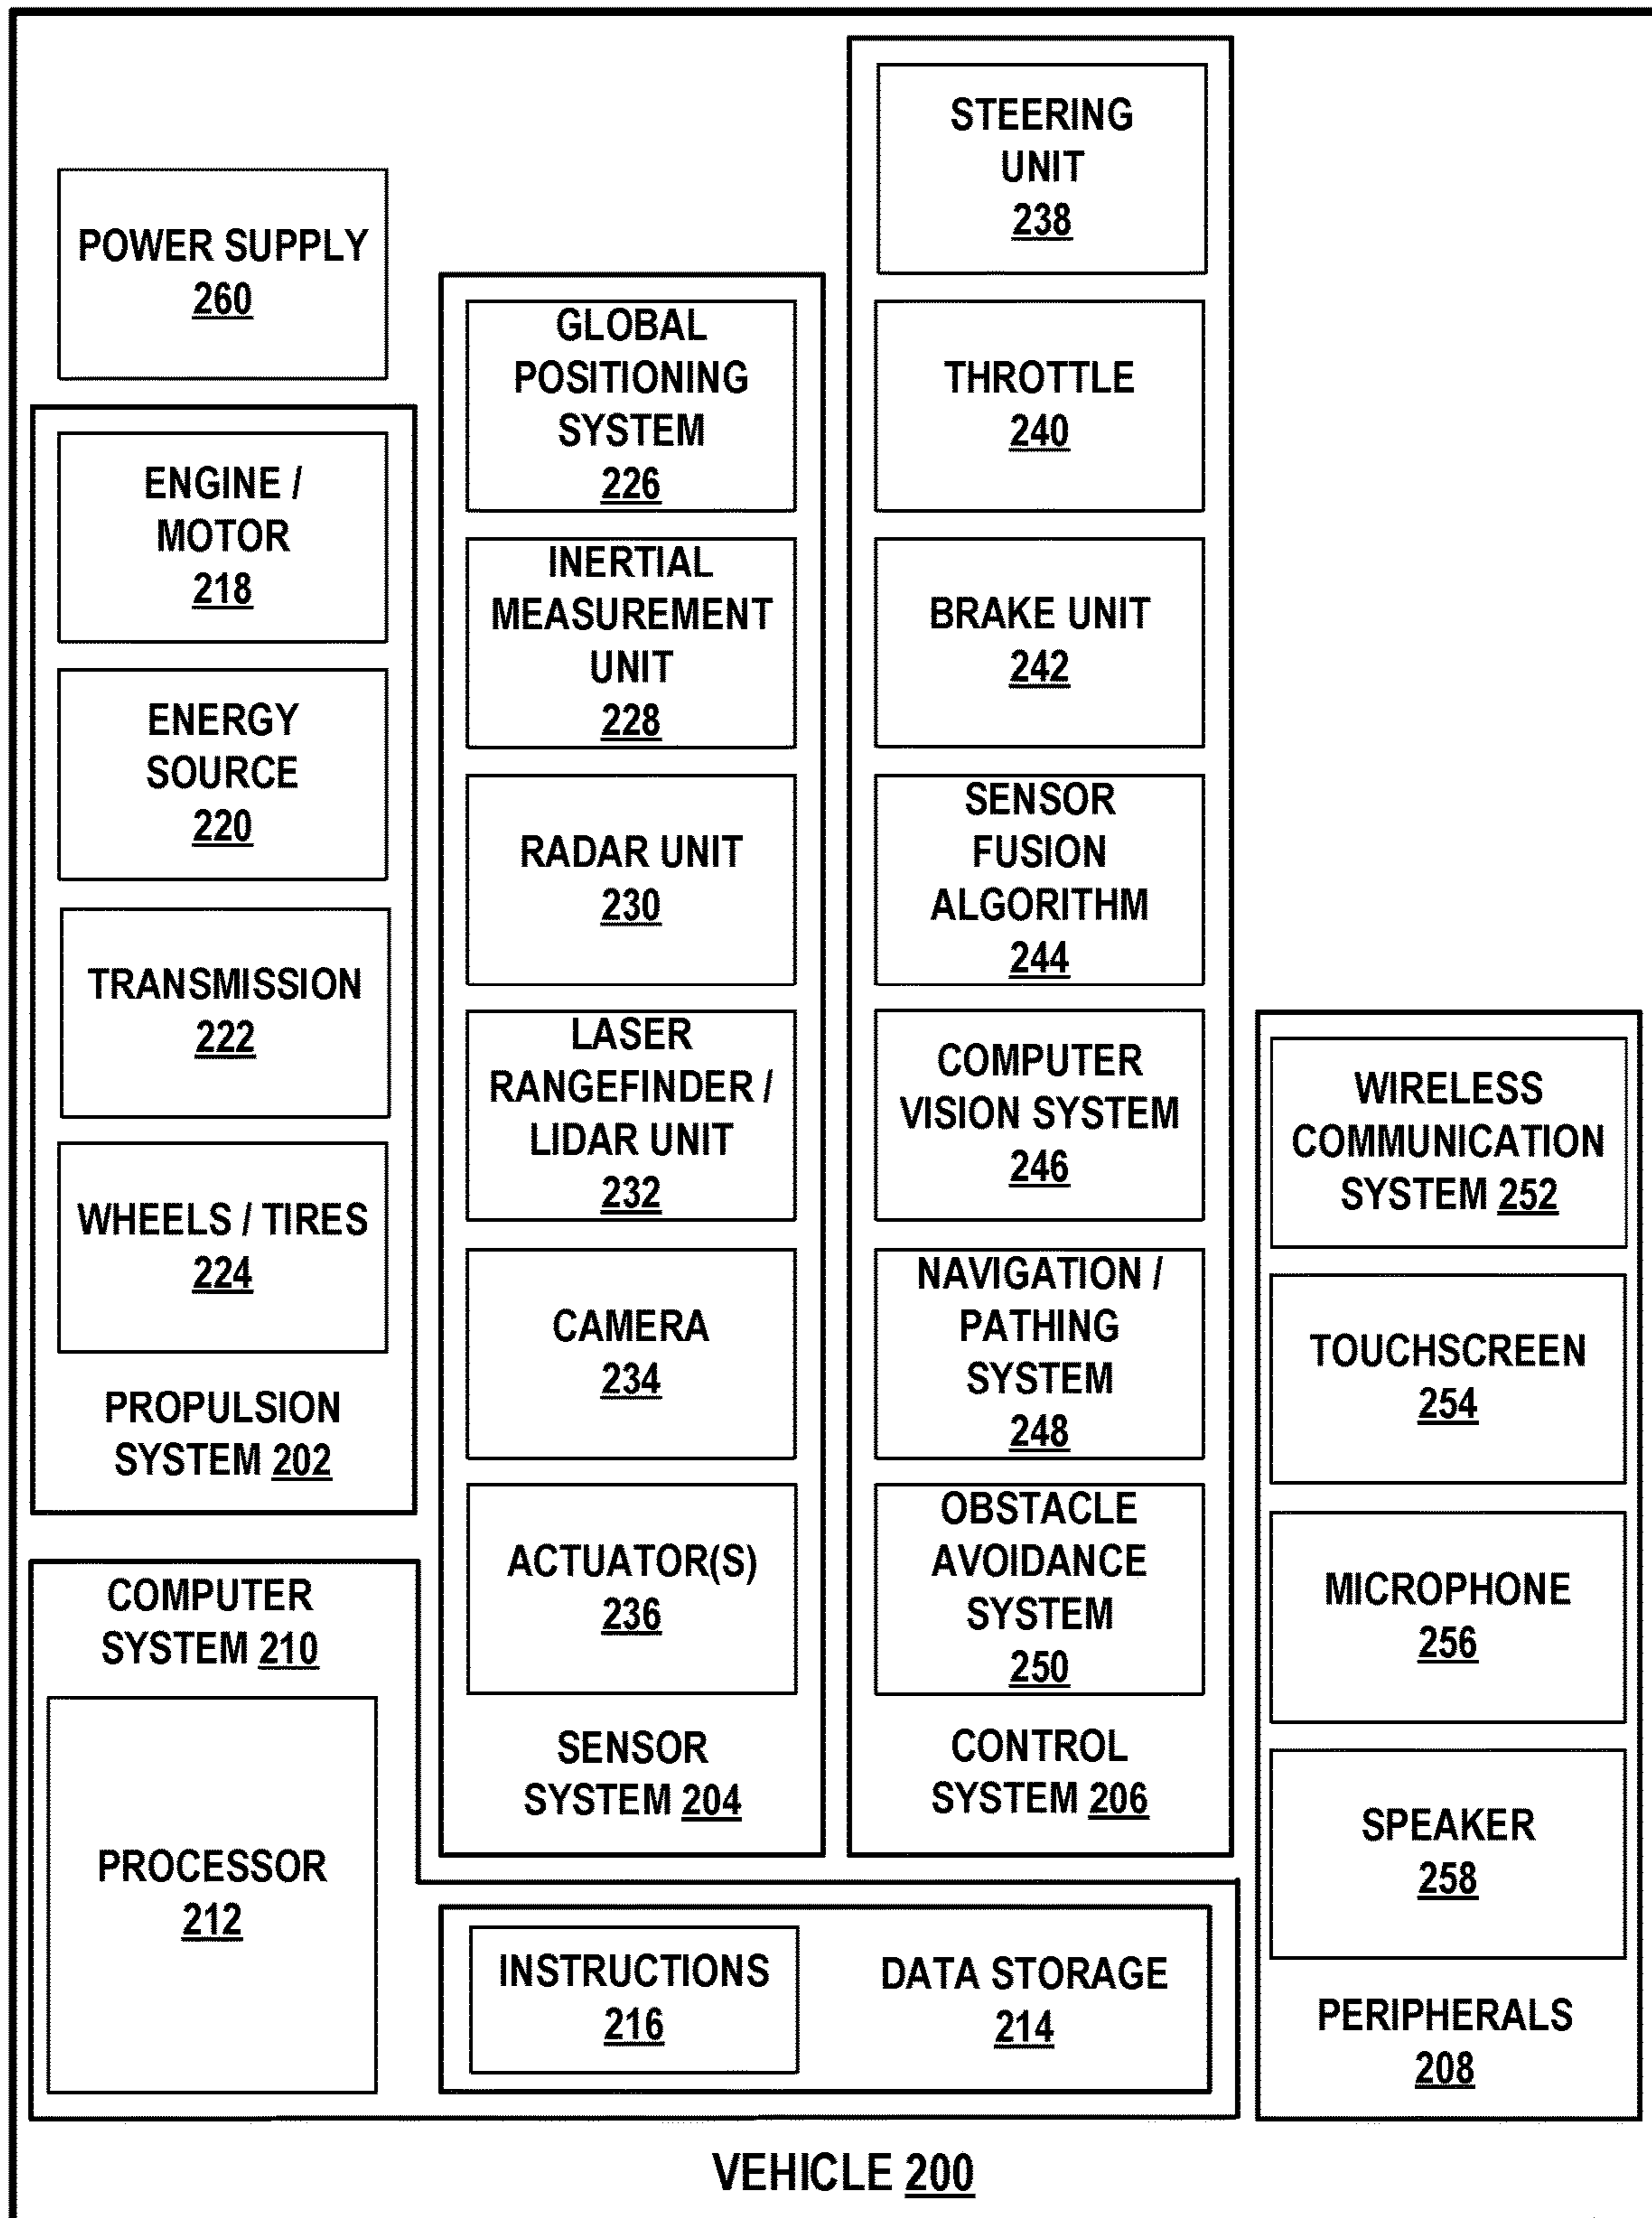 POWER SUPPLY
260
ENGINE /
MOTOR
218
ENERGY
SOURCE
220
TRANSMISSION
222
WHEELS / TIRES
224
PROPULSION
SYSTEM 202
COMPUTER
SYSTEM 210
PROCESSOR
212
GLOBAL
POSITIONING
SYSTEM
226
INERTIAL
MEASUREMENT
UNIT
228
RADAR UNIT
230
LASER
RANGEFINDER /
LIDAR UNIT
232
CAMERA
234
ACTUATOR(S)
236
SENSOR
SYSTEM 204
INSTRUCTIONS
216
DATA STORAGE
214
STEERING
UNIT
238
THROTTLE
240
BRAKE UNIT
242
SENSOR
FUSION
ALGORITHM
244
COMPUTER
VISION SYSTEM
246
NAVIGATION /
PATHING
SYSTEM
248
OBSTACLE
AVOIDANCE
SYSTEM
250
CONTROL
SYSTEM 206
WIRELESS
COMMUNICATION
SYSTEM 252
TOUCHSCREEN
254
MICROPHONE
256
SPEAKER
258
PERIPHERALS
208
VEHICLE 200